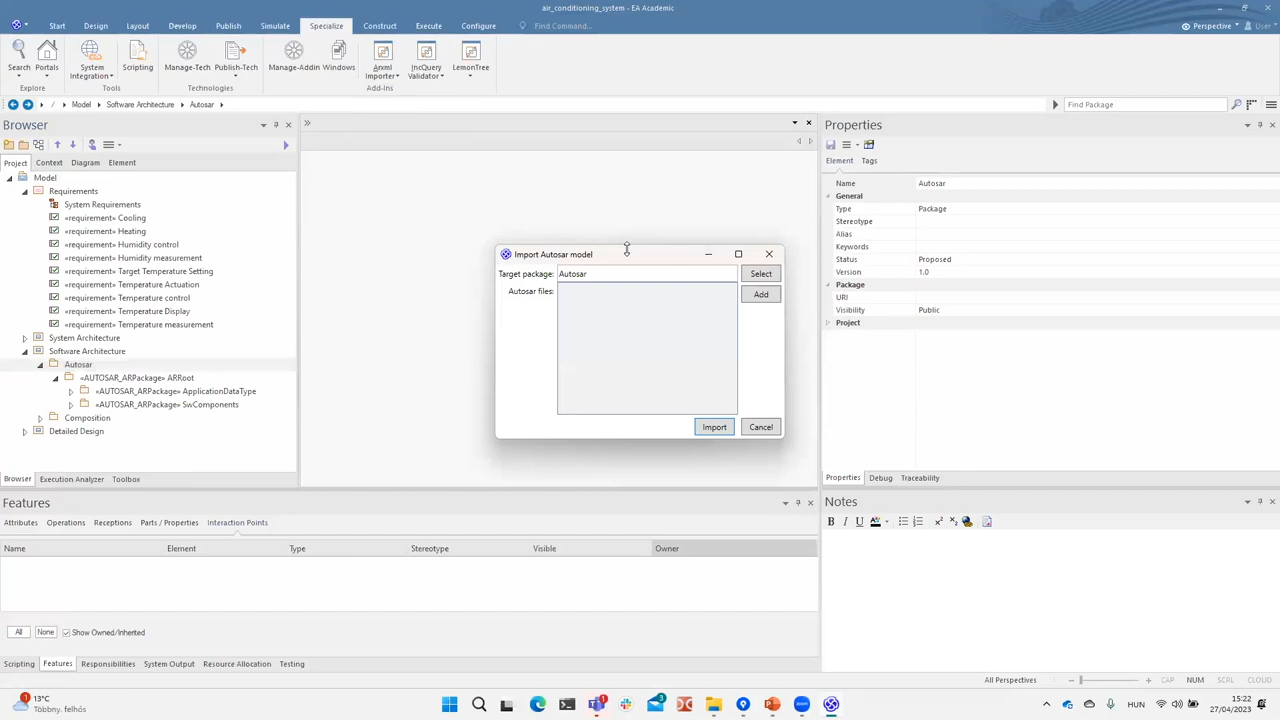 air_conditioning_system - EA Academic
Start Design Layout Develop Publish Simulate Specialize Construct Execute Configure Find Command... Perspective User
Search Portals System Integration Scripting Manage-Tech Publish-Tech Manage-Addin Windows Arxml Importer IncQuery Validator LemonTree
Explore Tools Technologies Add-Ins
/ Model Software Architecture Autosar Find Package
Browser
Project Context Diagram Element
Model
Requirements
System Requirements
«requirement» Cooling
«requirement» Heating
«requirement» Humidity control
«requirement» Humidity measurement
«requirement» Target Temperature Setting
«requirement» Temperature Actuation
«requirement» Temperature control
«requirement» Temperature Display
«requirement» Temperature measurement
System Architecture
Software Architecture
Autosar
«AUTOSAR_ARPackage» ARRoot
«AUTOSAR_ARPackage» ApplicationDataType
«AUTOSAR_ARPackage» SwComponents
Composition
Detailed Design
Browser Execution Analyzer Toolbox
Import Autosar model
Target package: Autosar Select
Autosar files: Add
Import Cancel
Properties
Element Tags
Name Autosar
General
Type Package
Stereotype
Alias
Keywords
Status Proposed
Version 1.0
Package
URI
Visibility Public
Project
Properties Debug Traceability
Features
Attributes Operations Receptions Parts / Properties Interaction Points
Name Element Type Stereotype Visible Owner
All None Show Owned/Inherited
Scripting Features Responsibilities System Output Resource Allocation Testing
Notes
B I U A
All Perspectives CAP NUM SCRL CLOUD
1 13°C
Többny. felhős
1 3 zoom
HUN 15:22
27/04/2023